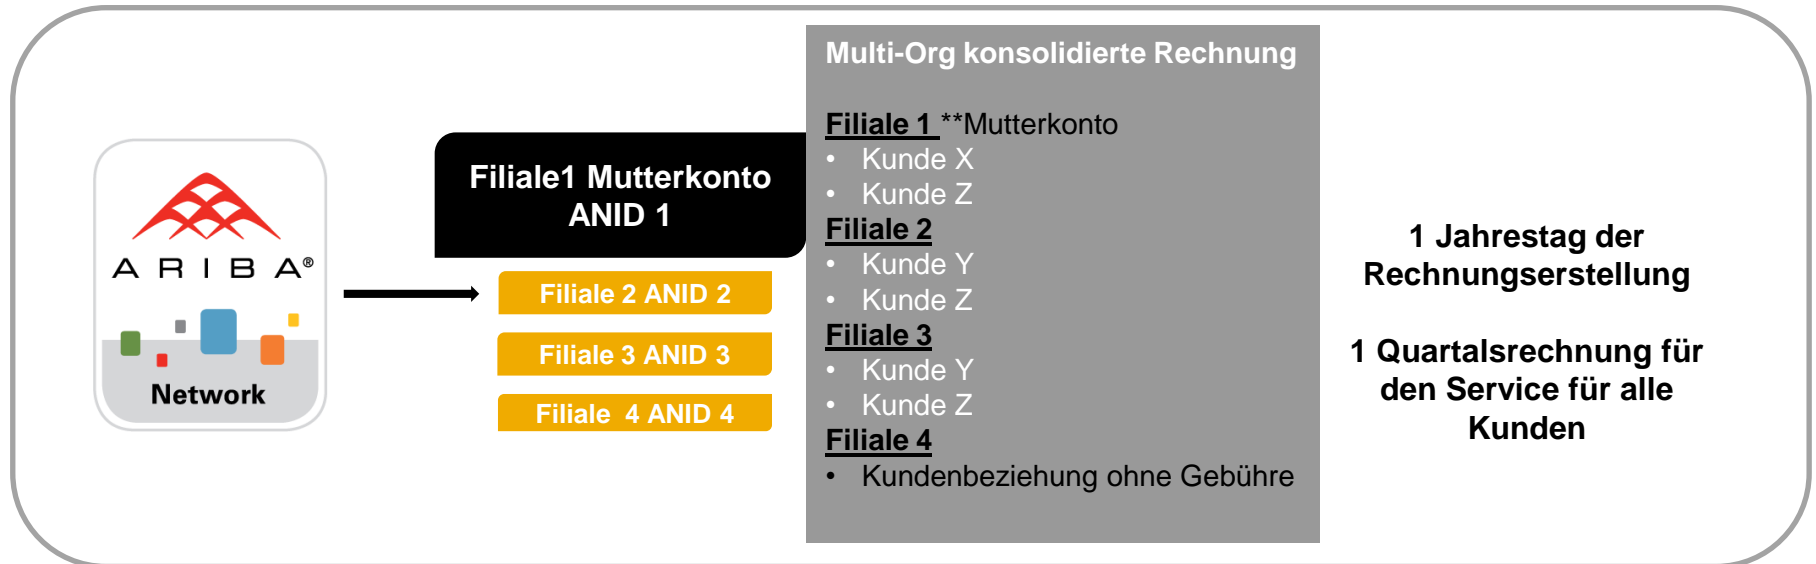 ARIBA®
Network
Filiale1 Mutterkonto
ANID 1
Filiale 2 ANID 2
Filiale 3 ANID 3
Filiale 4 ANID 4
Multi-Org konsolidierte Rechnung
Filiale 1 **Mutterkonto
• Kunde X
• Kunde Z
Filiale 2
• Kunde Y
• Kunde Z
Filiale 3
• Kunde Y
• Kunde Z
Filiale 4
• Kundenbeziehung ohne Gebühre
1 Jahrestag der
Rechnungserstellung
1 Quartalsrechnung für
den Service für alle
Kunden